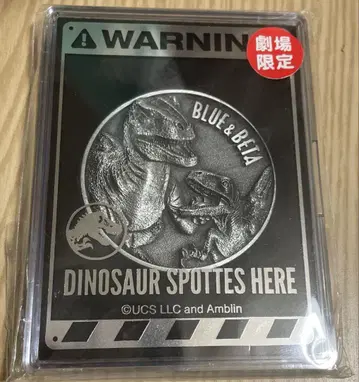 WARNIN
劇場
限定
BLUE & BETA
DINOSAUR SPOTTES HERE
©UCS LLC and Amblin